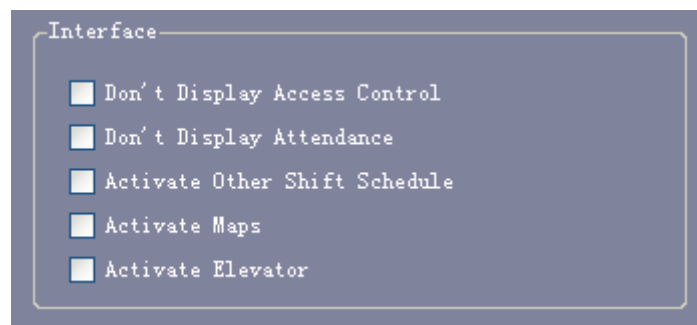 Interface
Don't Display Access Control
Don't Display Attendance
Activate Other Shift Schedule
Activate Maps
Activate Elevator